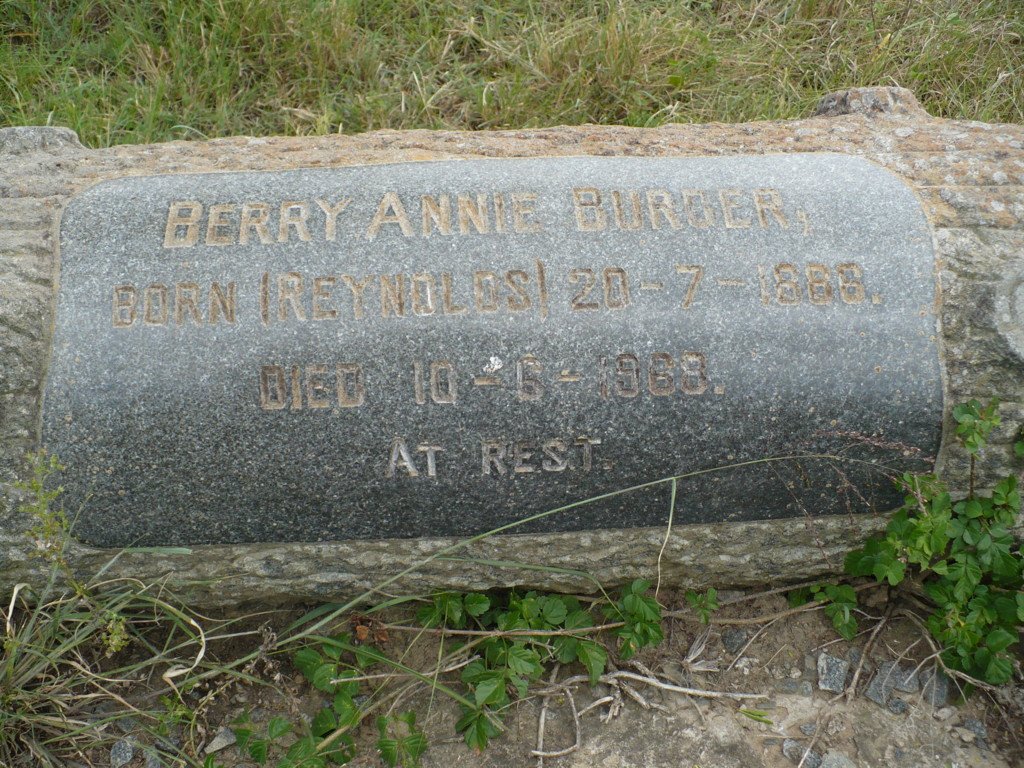 BERRY ANNIE BURGER,
BORN (REYNOLDS) 20-7-1888.
DIED 10-6-1968.
AT REST.